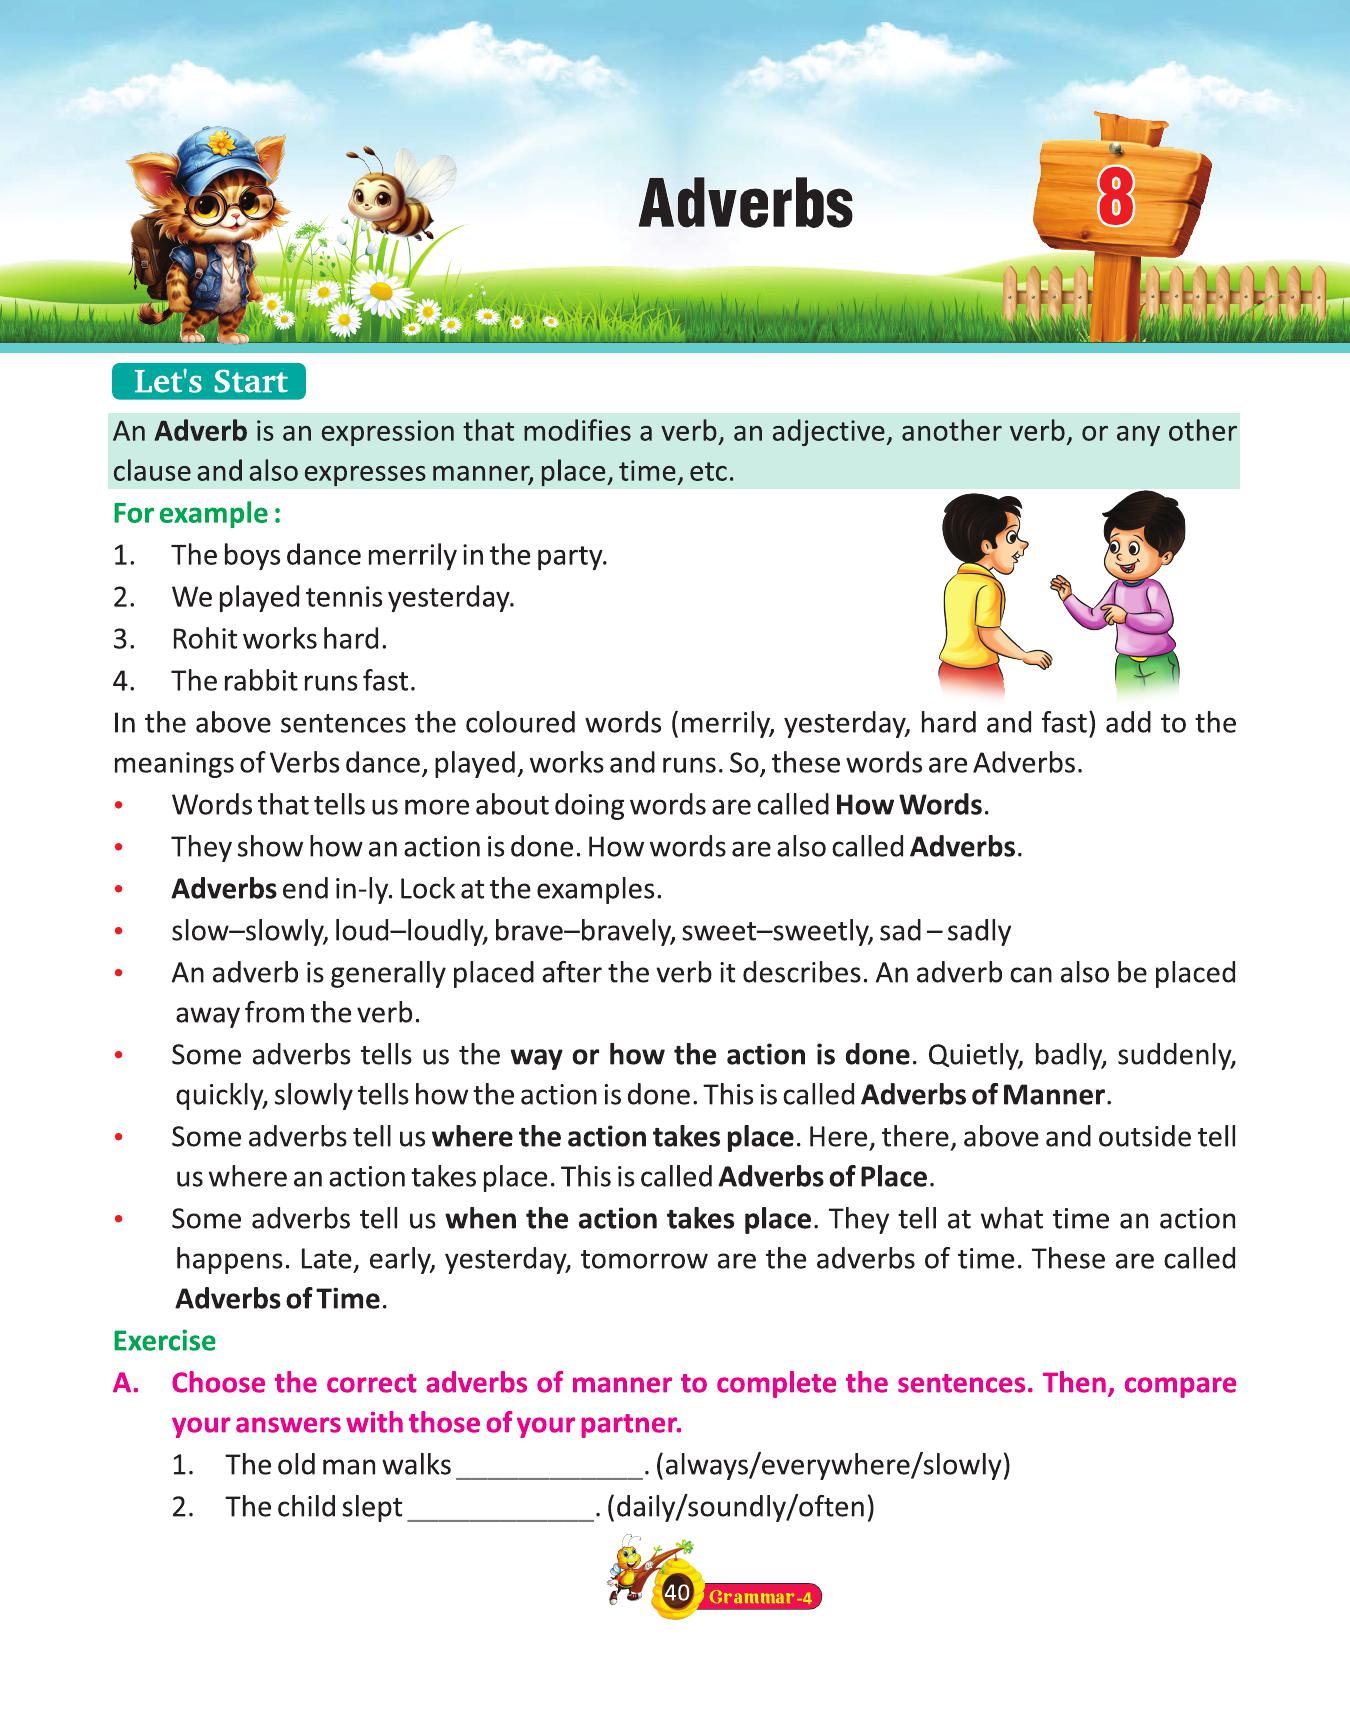 Adverbs
8
Let's Start
An Adverb is an expression that modifies a verb, an adjective, another verb, or any other
clause and also expresses manner, place, time, etc.
For example :
1. The boys dance merrily in the party.
2. We played tennis yesterday.
3. Rohit works hard.
4. The rabbit runs fast.
In the above sentences the coloured words (merrily, yesterday, hard and fast) add to the
meanings of Verbs dance, played, works and runs. So, these words are Adverbs.
• Words that tells us more about doing words are called How Words.
• They show how an action is done. How words are also called Adverbs.
• Adverbs end in-ly. Lock at the examples.
• slow–slowly, loud–loudly, brave–bravely, sweet–sweetly, sad – sadly
• An adverb is generally placed after the verb it describes. An adverb can also be placed
away from the verb.
• Some adverbs tells us the way or how the action is done. Quietly, badly, suddenly,
quickly, slowly tells how the action is done. This is called Adverbs of Manner.
• Some adverbs tell us where the action takes place. Here, there, above and outside tell
us where an action takes place. This is called Adverbs of Place.
• Some adverbs tell us when the action takes place. They tell at what time an action
happens. Late, early, yesterday, tomorrow are the adverbs of time. These are called
Adverbs of Time.
Exercise
A. Choose the correct adverbs of manner to complete the sentences. Then, compare
your answers with those of your partner.
1. The old man walks ____________. (always/everywhere/slowly)
2. The child slept ____________. (daily/soundly/often)
40 Grammar-4